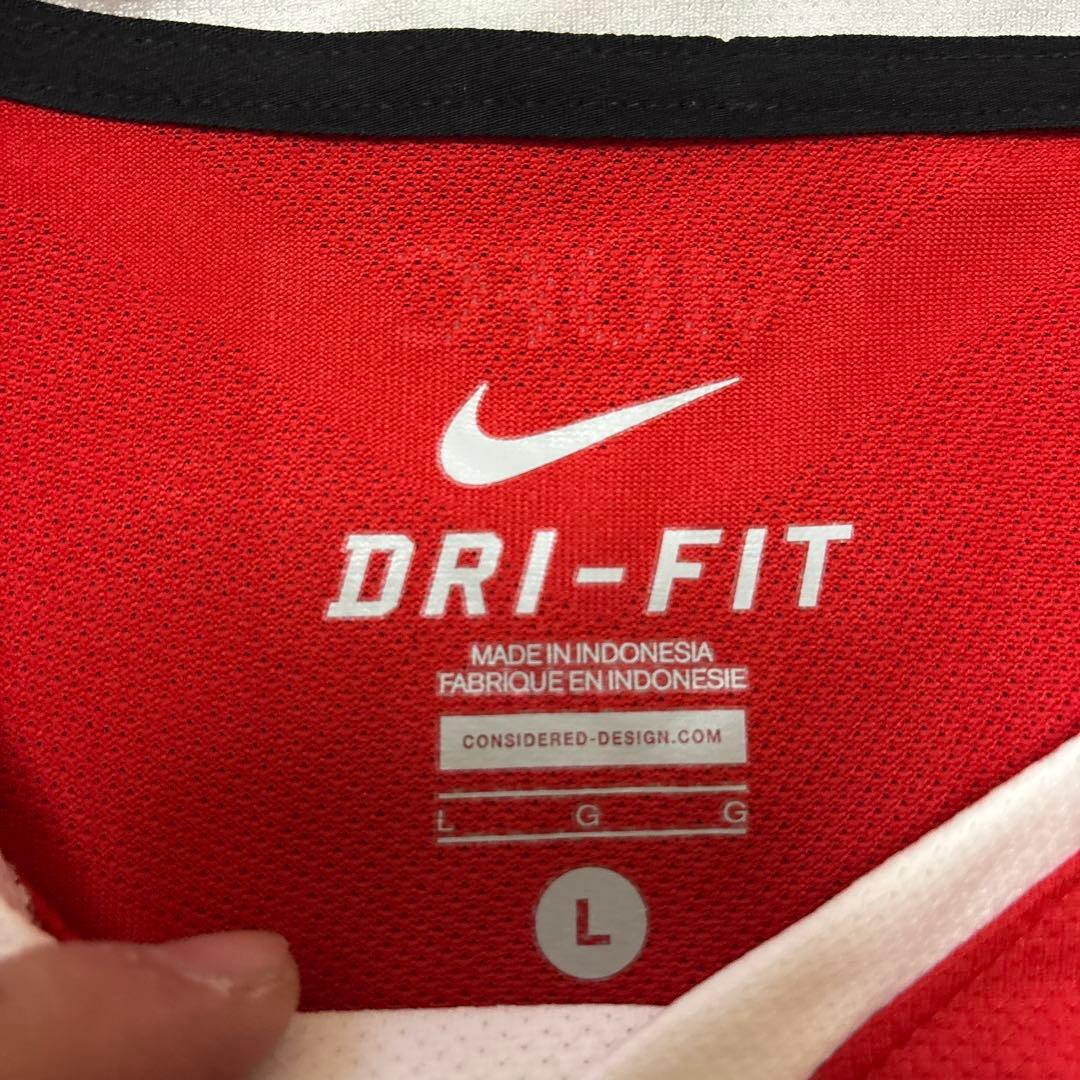 DRI-FIT
MADE IN INDONESIA
FABRIQUE EN INDONESIE
CONSIDERED-DESIGN.COM
L G G
L